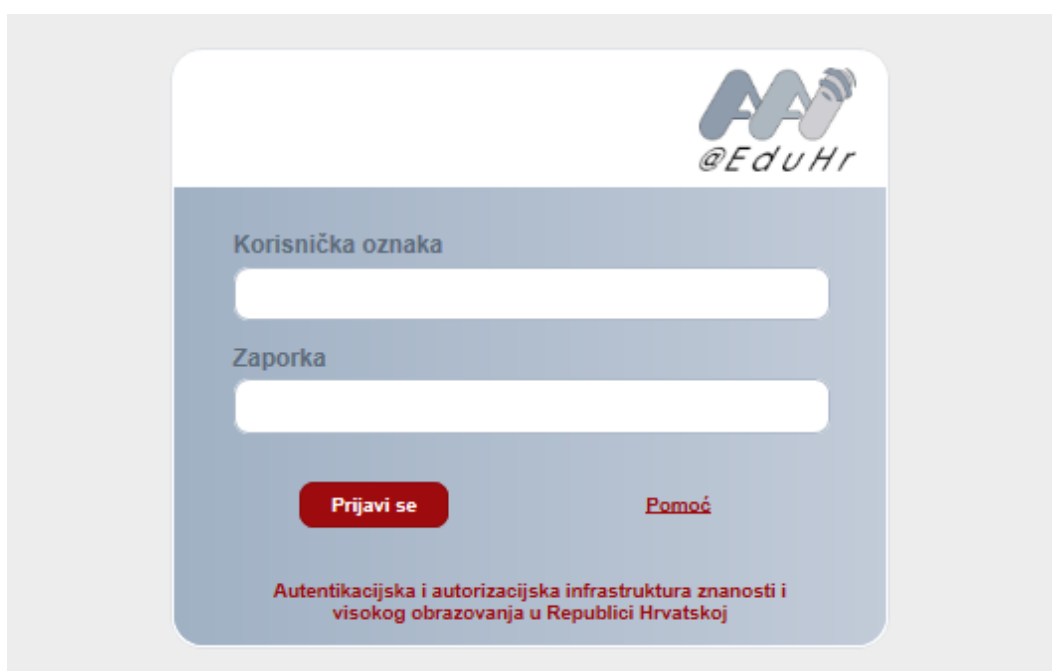 AAI
@EduHr
Korisnička oznaka
Zaporka
Prijavi se
Pomoć
Autentikacijska i autorizacijska infrastruktura znanosti i
visokog obrazovanja u Republici Hrvatskoj